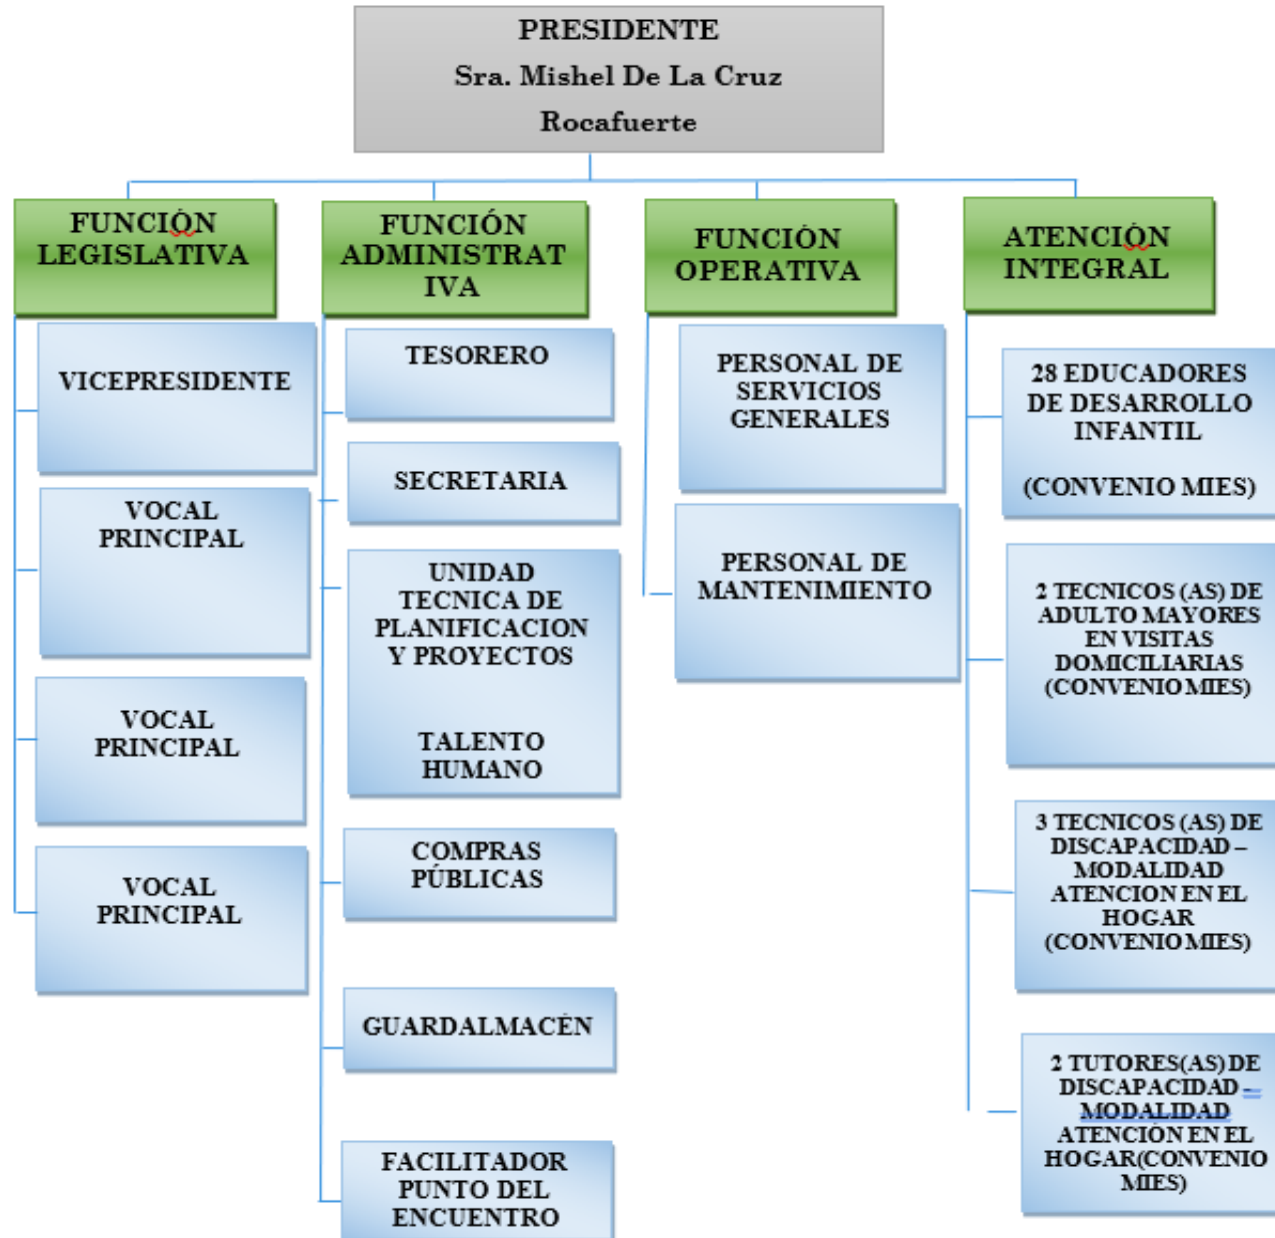 PRESIDENTE
Sra. Mishel De La Cruz
Rocafuerte
FUNCIÓN
LEGISLATIVA
VICEPRESIDENTE
VOCAL
PRINCIPAL
VOCAL
PRINCIPAL
VOCAL
PRINCIPAL
FUNCIÓN
ADMINISTRAT
IVA
TESORERO
SECRETARIA
UNIDAD
TECNICA DE
PLANIFICACION
Y PROYECTOS
TALENTO
HUMANO
COMPRAS
PÚBLICAS
GUARDALMACÉN
FACILITADOR
PUNTO DEL
ENCUENTRO
FUNCIÓN
OPERATIVA
PERSONAL DE
SERVICIOS
GENERALES
PERSONAL DE
MANTENIMIENTO
ATENCIÓN
INTEGRAL
28 EDUCADORES
DE DESARROLLO
INFANTIL
(CONVENIO MIES)
2 TECNICOS (AS) DE
ADULTO MAYORES
EN VISITAS
DOMICILIARIAS
(CONVENIO MIES)
3 TECNICOS (AS) DE
DISCAPACIDAD –
MODALIDAD
ATENCION EN EL
HOGAR
(CONVENIO MIES)
2 TUTORES(AS) DE
DISCAPACIDAD –
MODALIDAD
ATENCIÓN EN EL
HOGAR(CONVENIO
MIES)